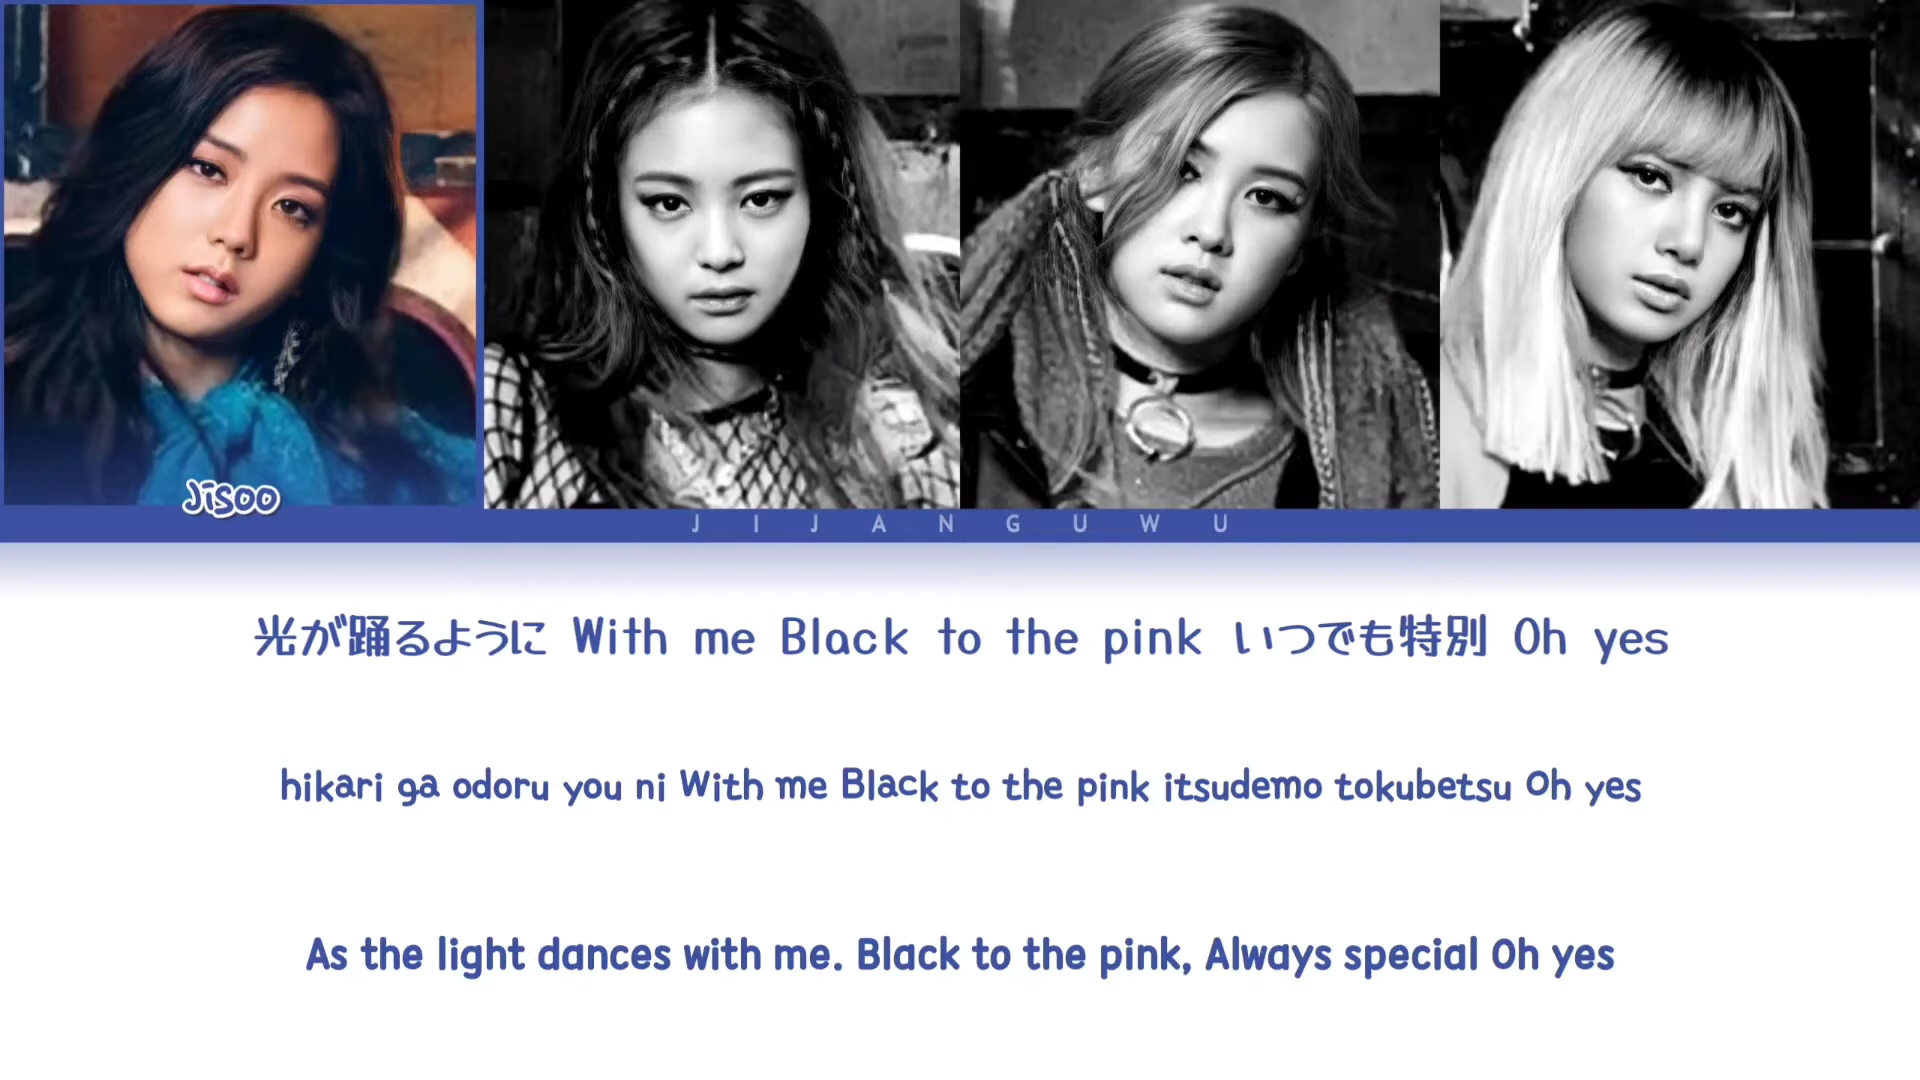 Jisoo
JIJANGUWU
光が踊るように With me Black to the pink いつでも特別 Oh yes
hikari ga odoru you ni With me Black to the pink itsudemo tokubetsu Oh yes
As the light dances with me. Black to the pink, Always special Oh yes